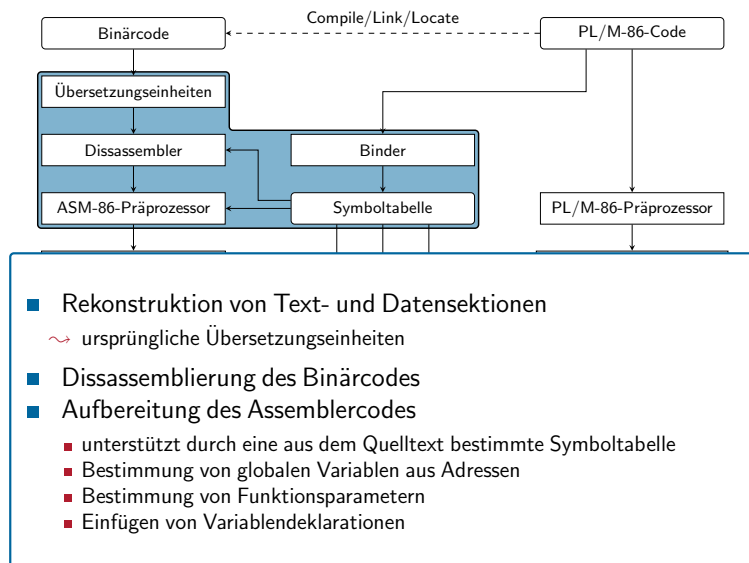 Compile/Link/Locate
Binärcode
PL/M-86-Code
Übersetzungseinheiten
Dissassembler
Binder
ASM-86-Präprozessor
Symboltabelle
PL/M-86-Präprozessor
Rekonstruktion von Text- und Datensektionen
ursprüngliche Übersetzungseinheiten
Dissassemblierung des Binärcodes
Aufbereitung des Assemblercodes
unterstützt durch eine aus dem Quelltext bestimmte Symboltabelle
Bestimmung von globalen Variablen aus Adressen
Bestimmung von Funktionsparametern
Einfügen von Variablendeklarationen